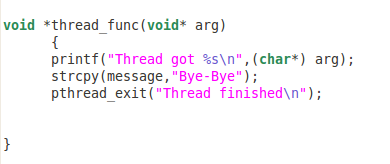 void *thread_func(void* arg)
{
printf("Thread got %s\n",(char*) arg);
strcpy(message,"Bye-Bye");
pthread_exit("Thread finished\n");
}